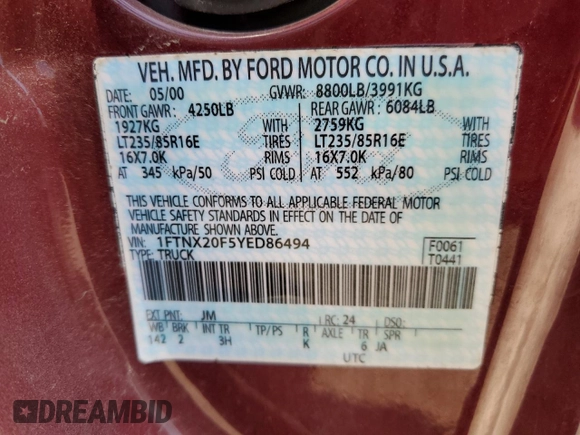 VEH. MFD. BY FORD MOTOR CO. IN U.S.A.
DATE: 05/00 GVWR: 8800LB/3991KG
FRONT GAWR: 4250LB REAR GAWR: 6084LB
1927KG WITH 2759KG WITH
LT235/85R16E TIRES LT235/85R16E TIRES
16X7.0K RIMS 16X7.0K RIMS
AT 345 kPa/50 PSI COLD AT 552 kPa/80 PSI COLD
THIS VEHICLE CONFORMS TO ALL APPLICABLE FEDERAL MOTOR
VEHICLE SAFETY STANDARDS IN EFFECT ON THE DATE OF
MANUFACTURE SHOWN ABOVE.
VIN: 1FTNX20F5YED86494 F0061
TYPE: TRUCK T0441
EXT PNT: JM RC: 24 DSO:
WB BRK INT TR TP/PS R AXLE TR SPR
142 2 3H K 6 JA
UTC
Ford
DREAMBID